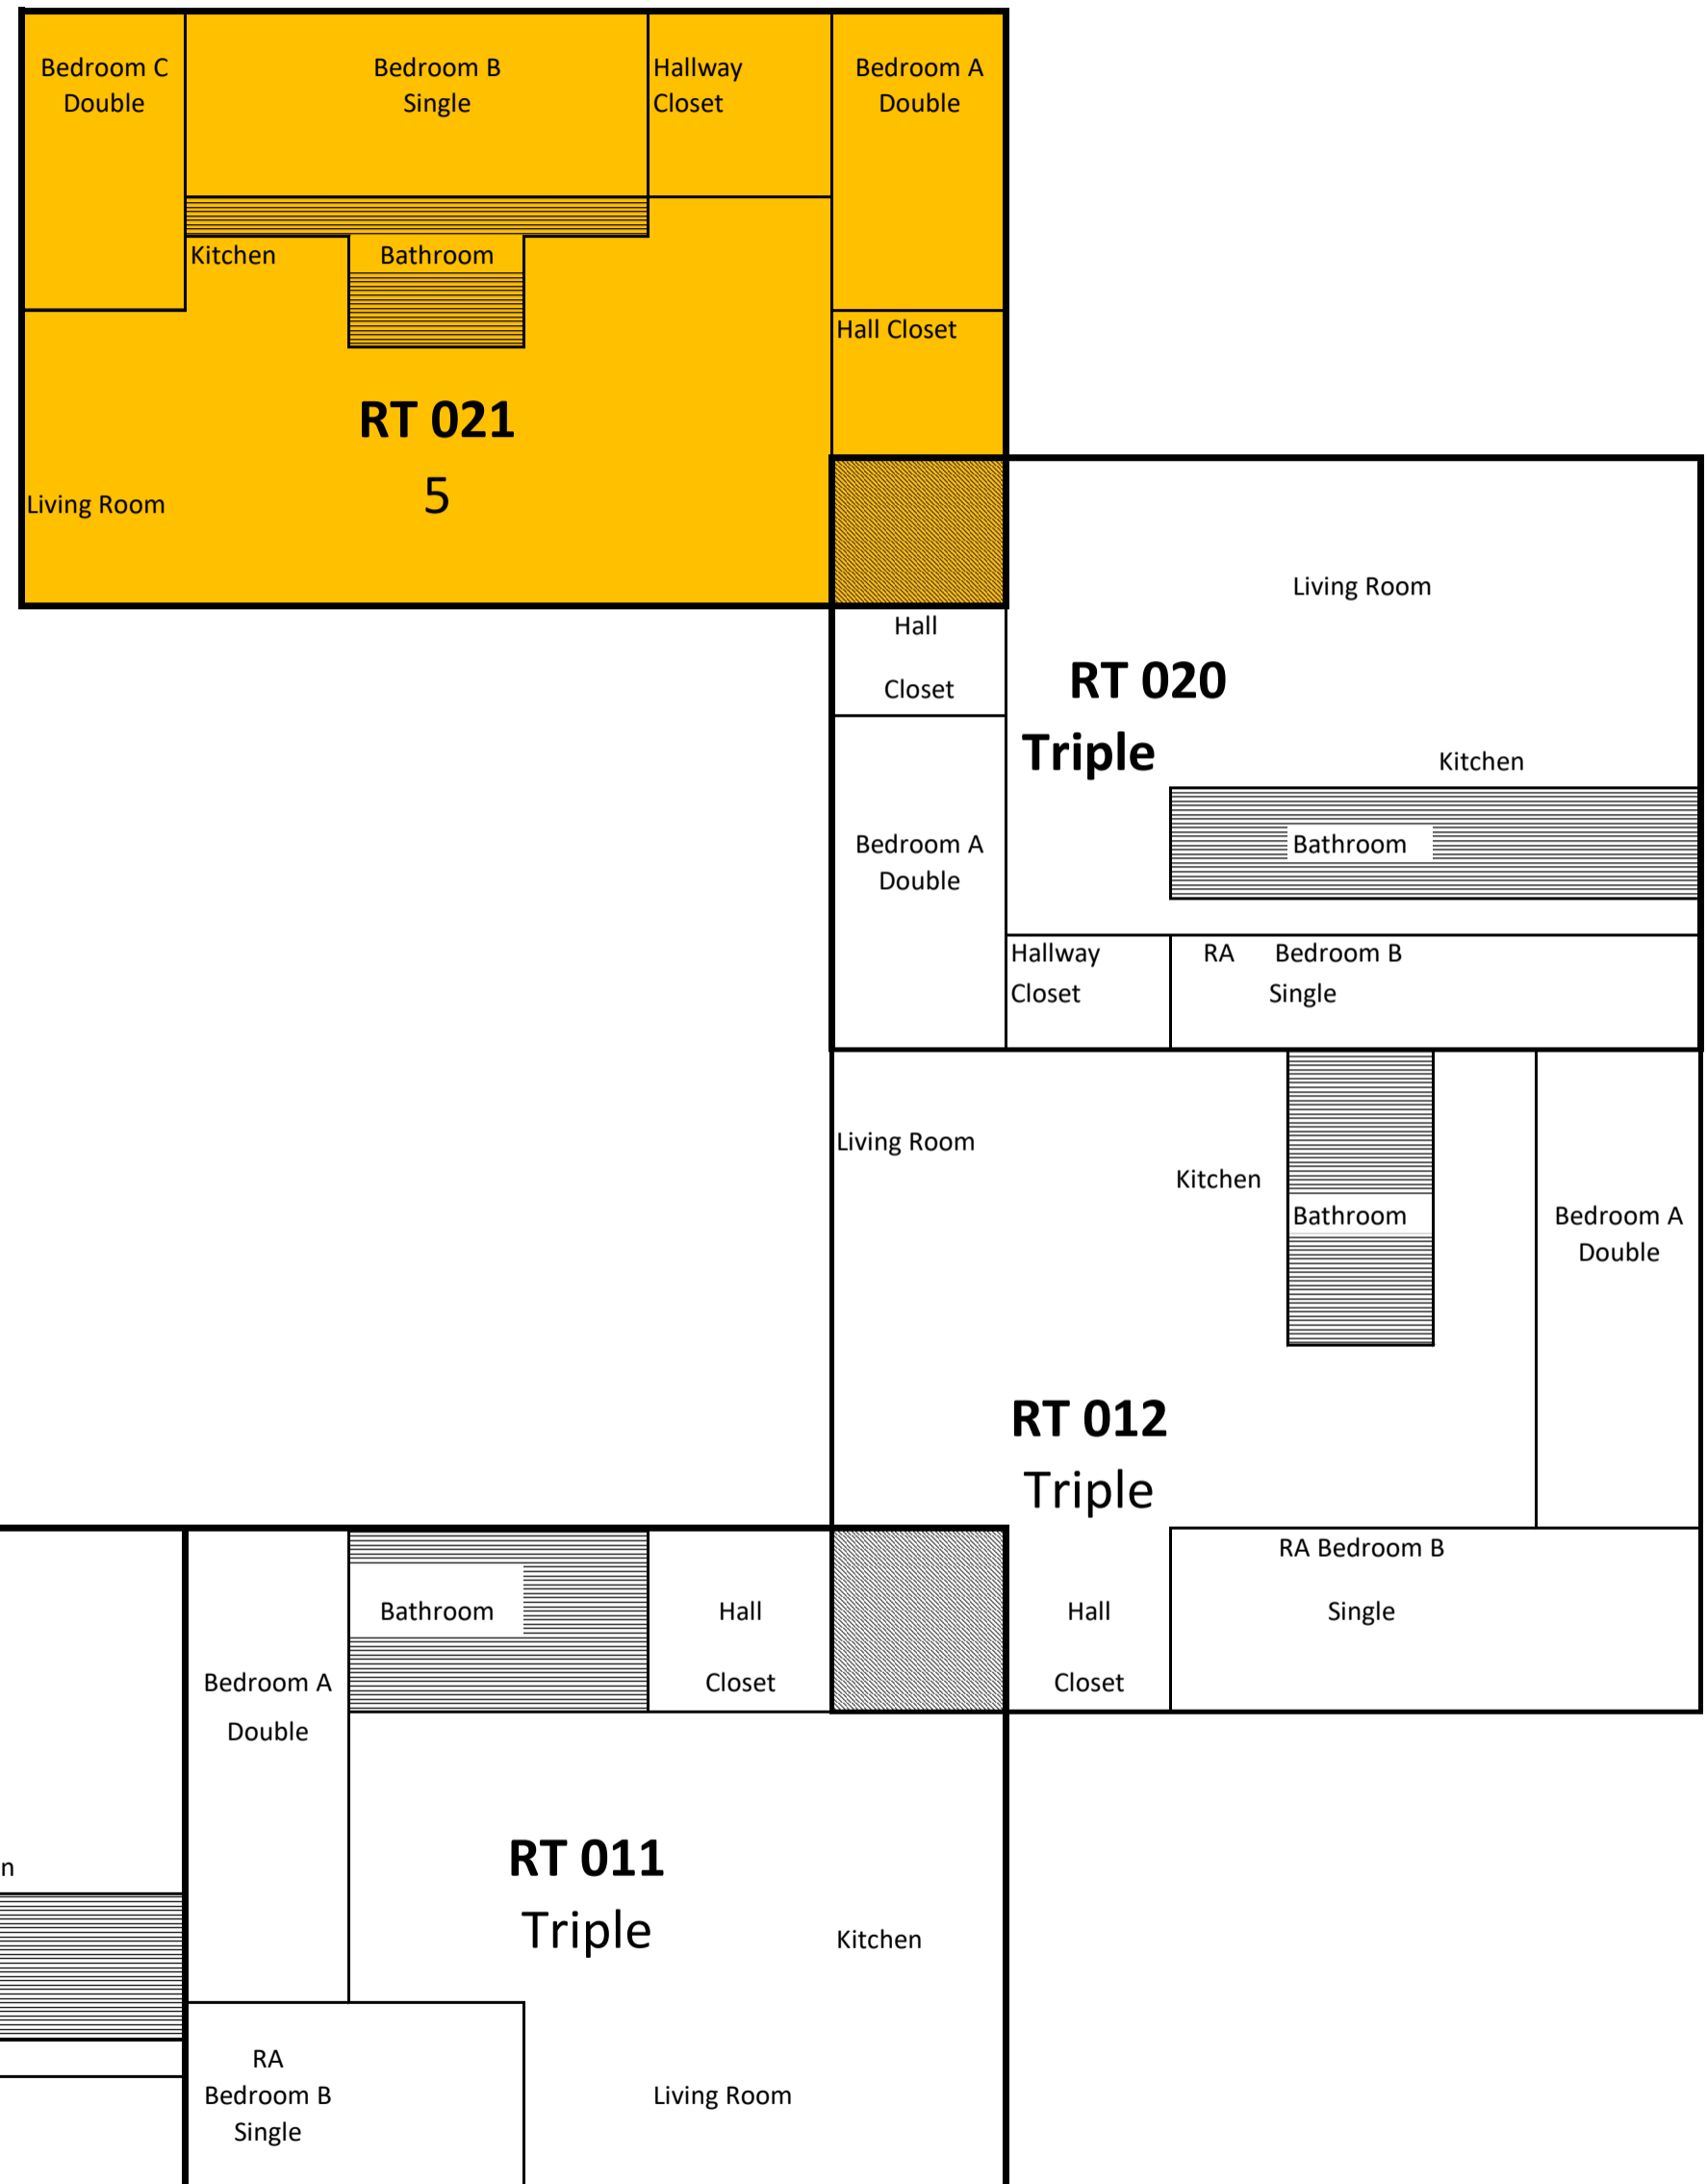 Bedroom C
Double
Bedroom B
Single
Hallway
Closet
Bedroom A
Double
Kitchen
Bathroom
Hall Closet
RT 021
5
Living Room
Living Room
Hall
Closet
RT 020
Triple
Kitchen
Bathroom
Bedroom A
Double
Hallway
Closet
RA Bedroom B
Single
Living Room
Kitchen
Bathroom
Bedroom A
Double
RT 012
Triple
RA Bedroom B
Single
Hall
Closet
Bathroom
Hall
Closet
Bedroom A
Double
RT 011
Triple
n
Kitchen
RA
Bedroom B
Single
Living Room